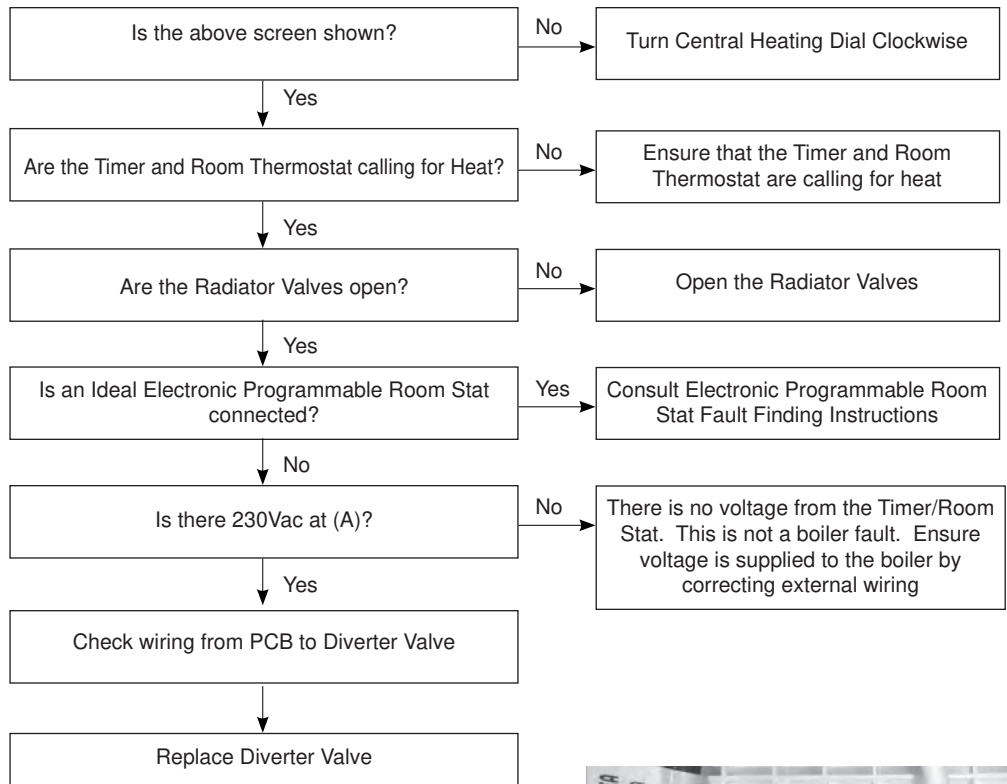 Is the above screen shown?
No
Turn Central Heating Dial Clockwise
Yes
Are the Timer and Room Thermostat calling for Heat?
No
Ensure that the Timer and Room
Thermostat are calling for heat
Yes
Are the Radiator Valves open?
No
Open the Radiator Valves
Yes
Is an Ideal Electronic Programmable Room Stat
connected?
Yes
Consult Electronic Programmable Room
Stat Fault Finding Instructions
No
Is there 230Vac at (A)?
No
There is no voltage from the Timer/Room
Stat. This is not a boiler fault. Ensure
voltage is supplied to the boiler by
correcting external wiring
Yes
Check wiring from PCB to Diverter Valve
Replace Diverter Valve